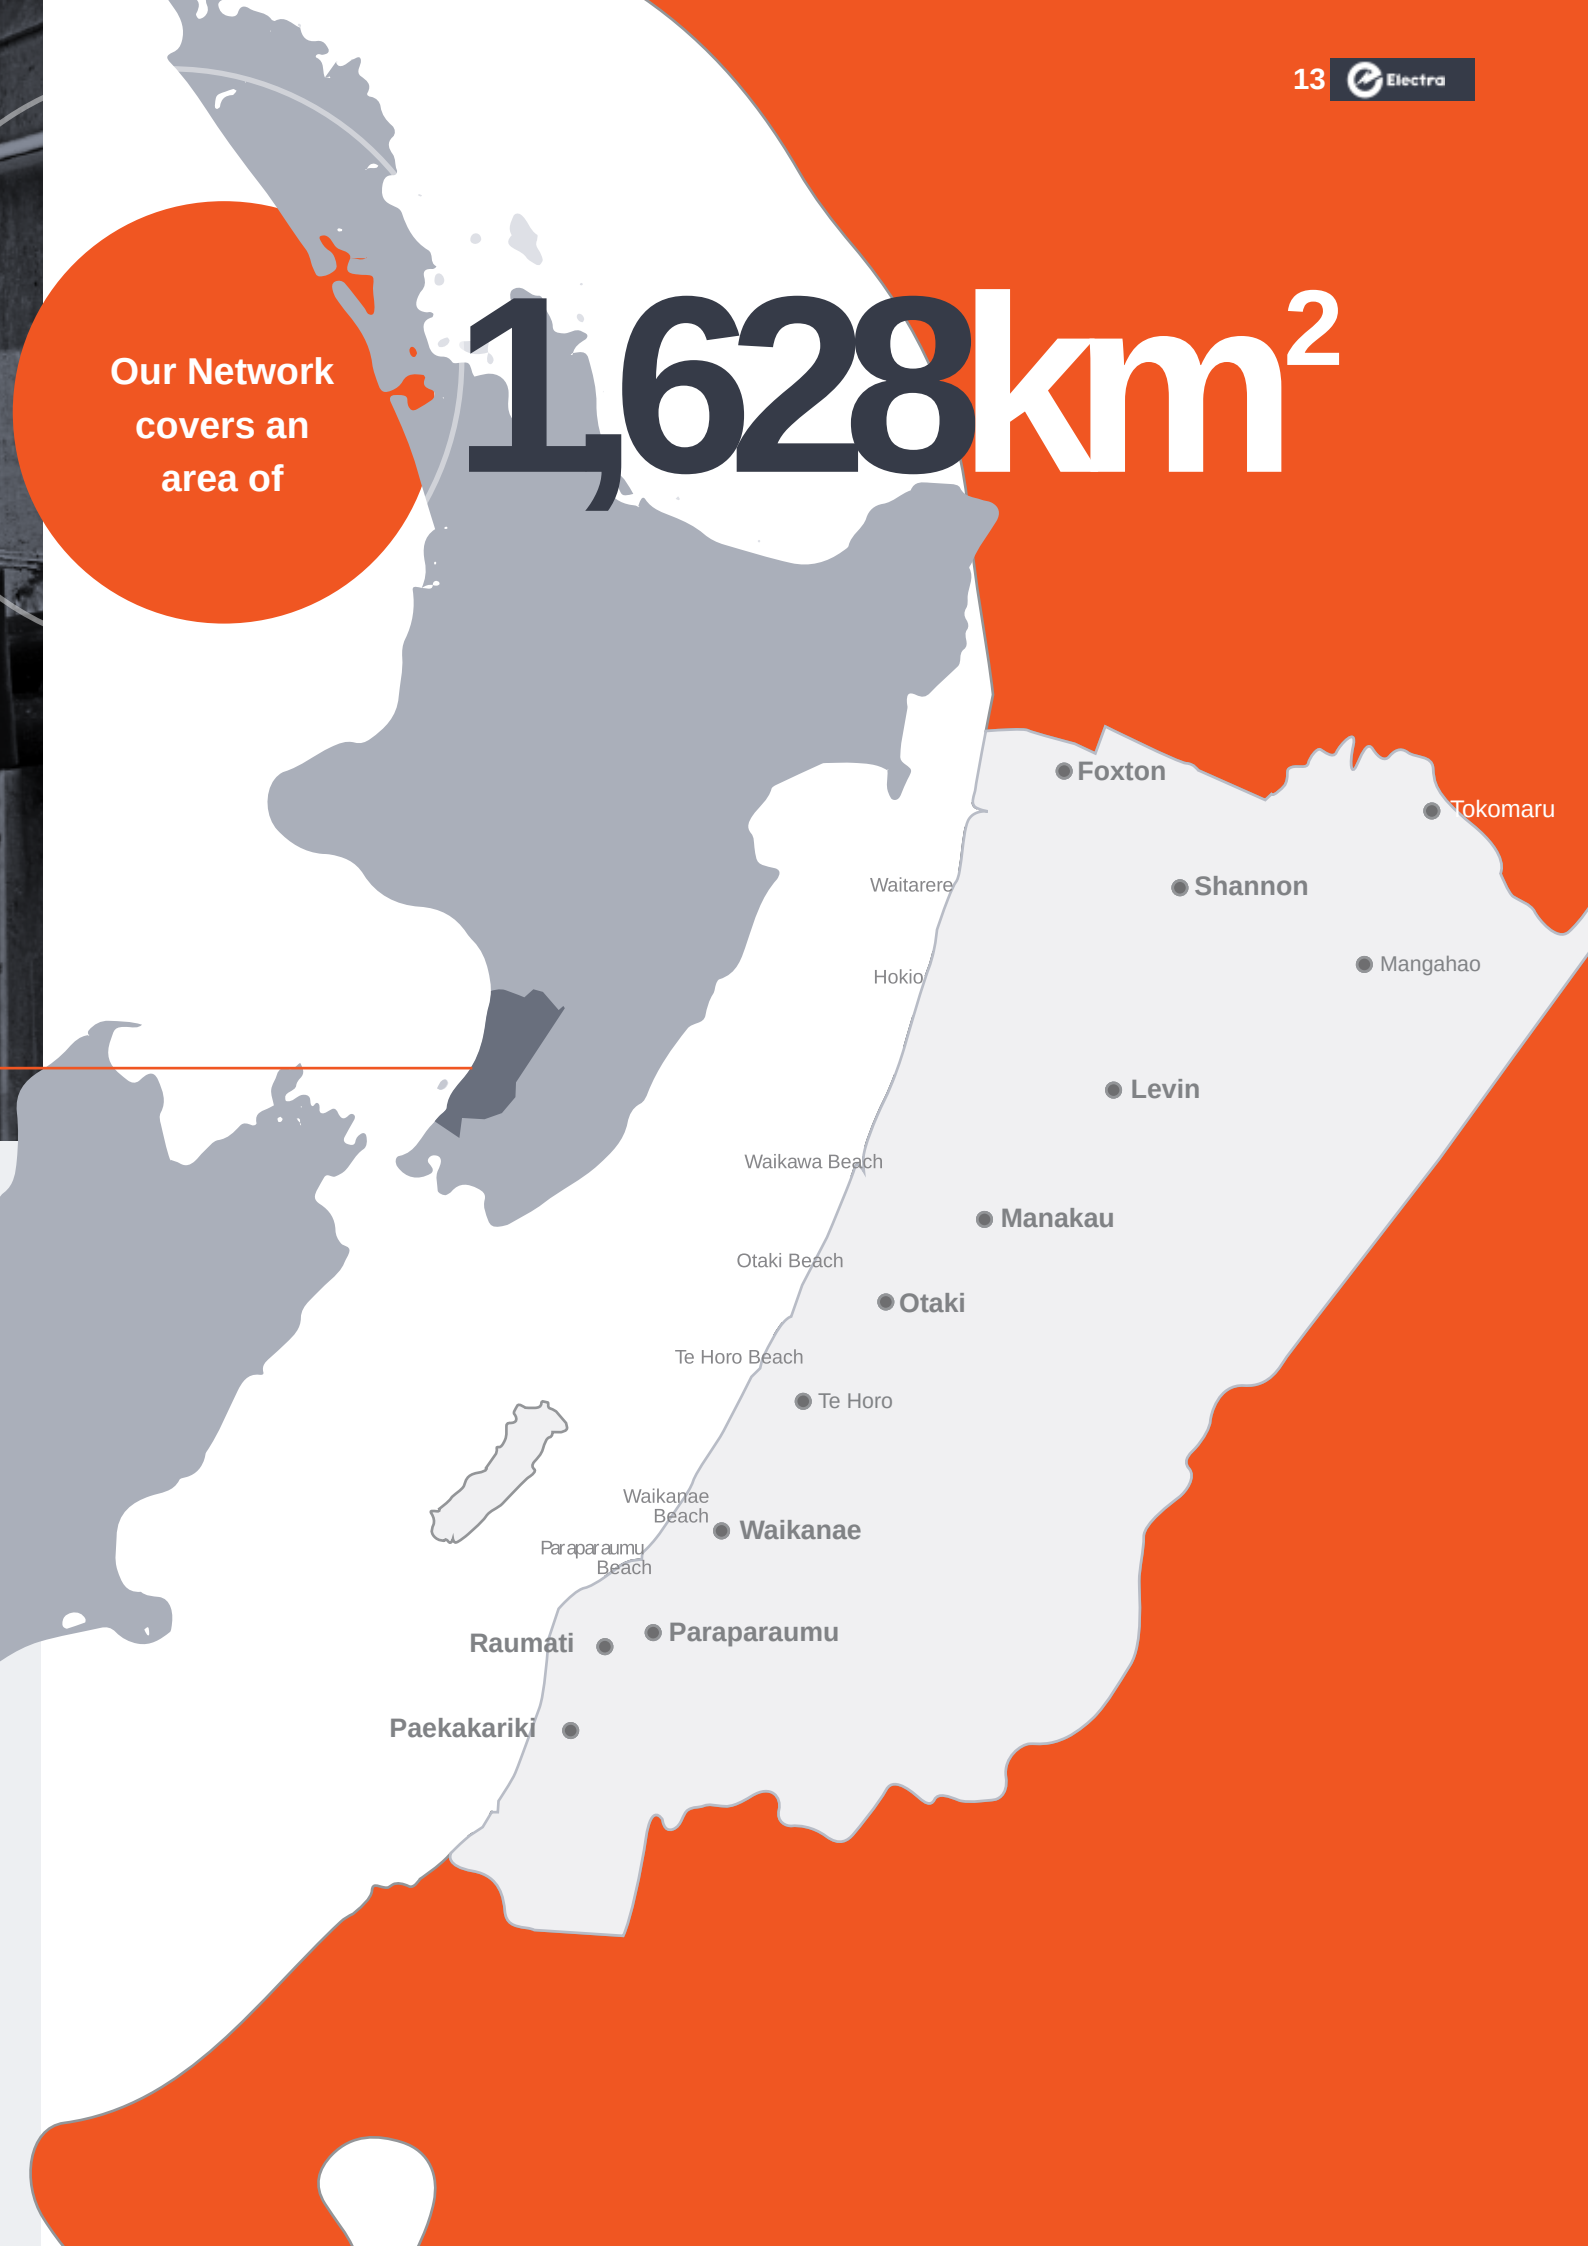 13 Electra
Our Network
covers an
area of
1,628km²
Foxton
Tokomaru
Waitarere
Shannon
Mangahao
Hokio
Levin
Waikawa Beach
Manakau
Otaki Beach
Otaki
Te Horo Beach
Te Horo
Waikanae
Beach
Waikanae
Paraparaumu
Beach
Paraparaumu
Raumati
Paekakariki